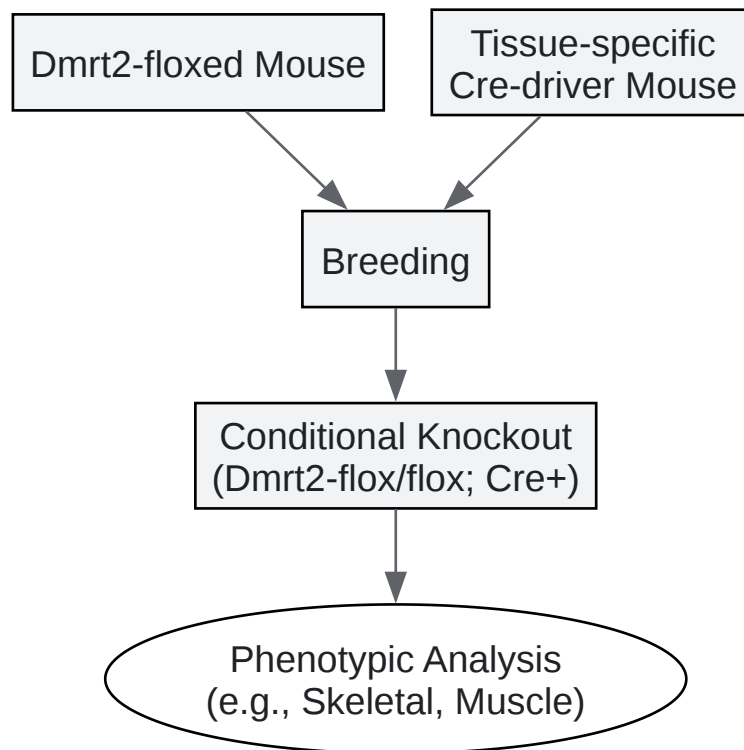 Dmrt2-floxed Mouse
Tissue-specific
Cre-driver Mouse
Breeding
Conditional Knockout
(Dmrt2-flox/flox; Cre+)
Phenotypic Analysis
(e.g., Skeletal, Muscle)